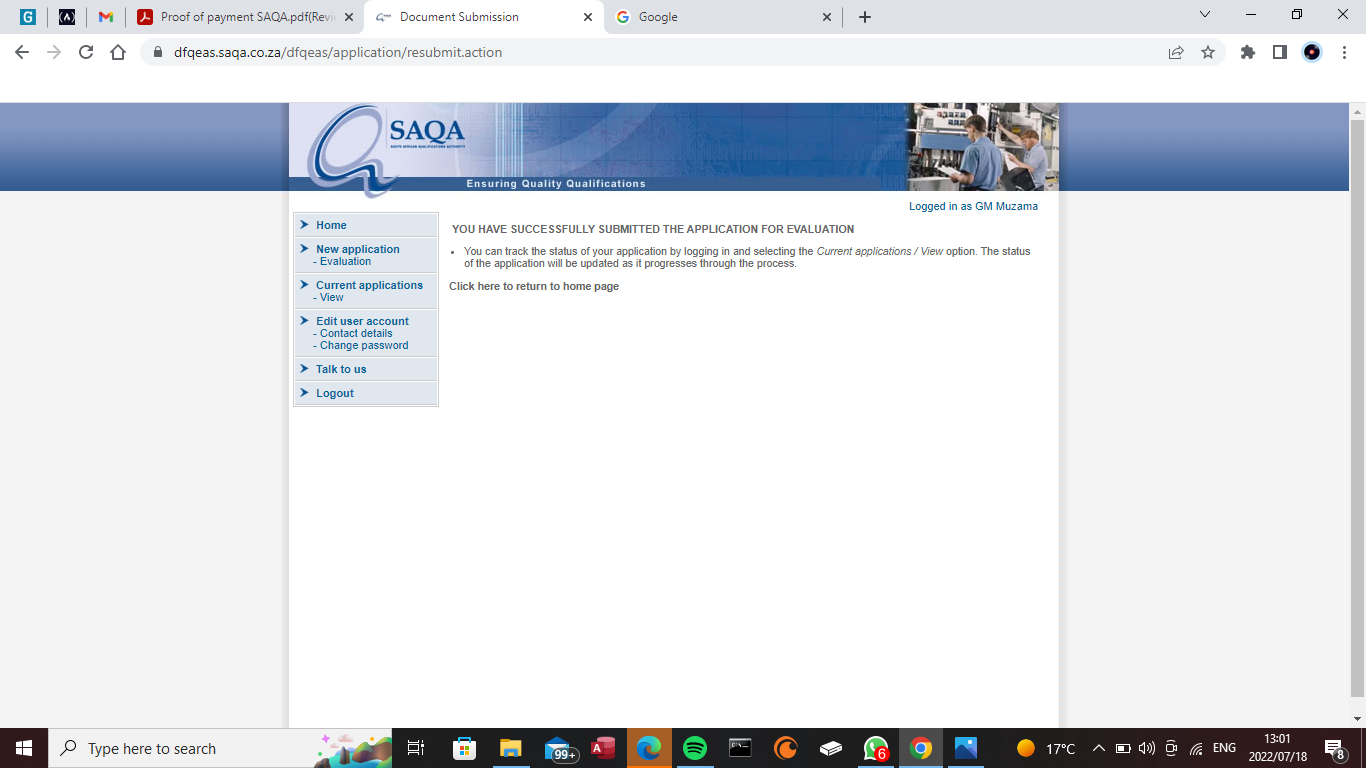 Proof of payment SAQA.pdf(Revi
Document Submission
Google
dfqeas.saqa.co.za/dfqeas/application/resubmit.action
SAQA
SOUTH AFRICAN QUALIFICATIONS AUTHORITY
Ensuring Quality Qualifications
Logged in as GM Muzama
Home
New application
- Evaluation
Current applications
- View
Edit user account
- Contact details
- Change password
Talk to us
Logout
YOU HAVE SUCCESSFULLY SUBMITTED THE APPLICATION FOR EVALUATION
• You can track the status of your application by logging in and selecting the Current applications / View option. The status
of the application will be updated as it progresses through the process.
Click here to return to home page
Type here to search
99+
6
17°C
ENG
13:01
2022/07/18
8